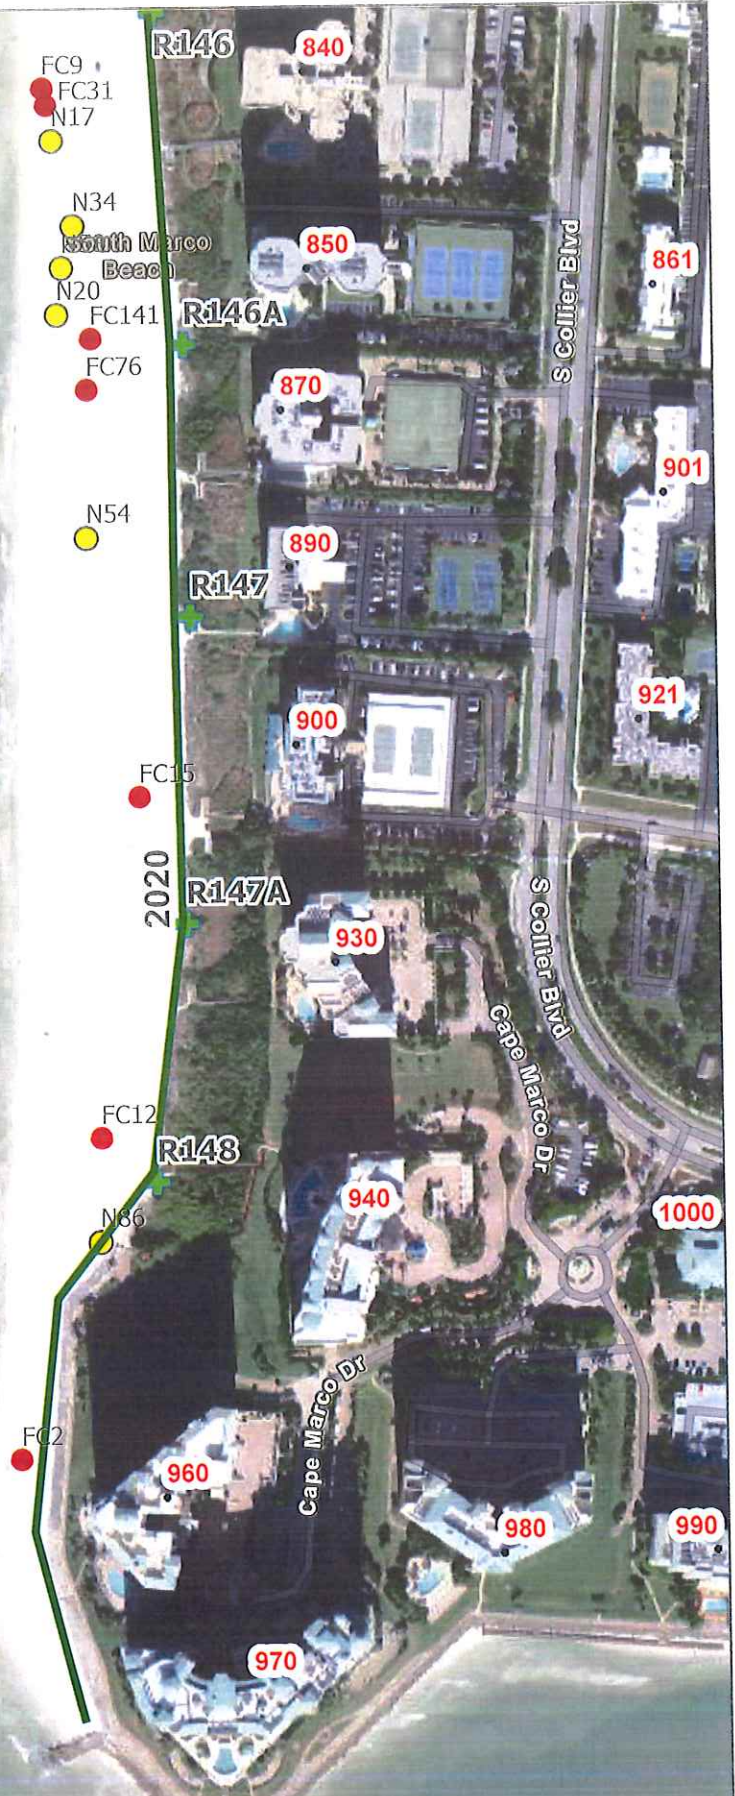 R146
840
FC9
FC31
N17
N34
South Marco
Beach
850
861
S Collier Blvd
N20
FC141
R146A
FC76
870
901
N54
890
R147
921
900
FC15
2020
R147A
S Collier Blvd
930
Cape Marco Dr
FC12
R148
940
1000
N86
Cape Marco Dr
FC2
960
980
990
970